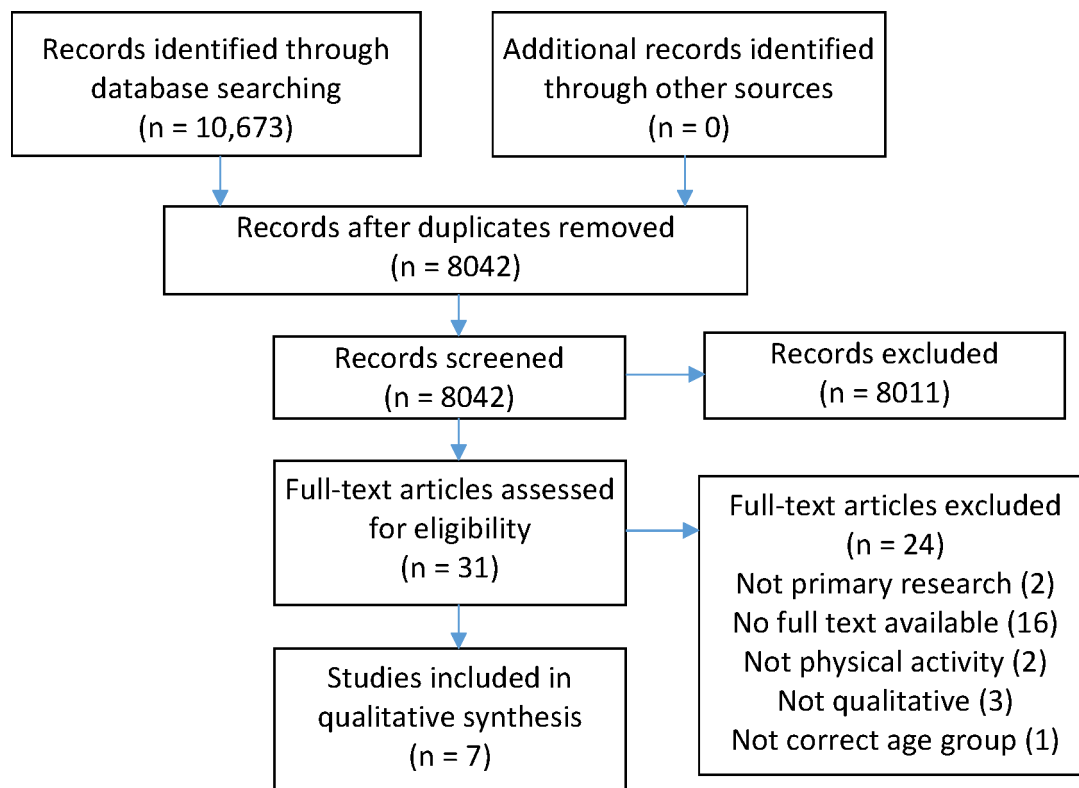 Records identified through
database searching
(n = 10,673)
Additional records identified
through other sources
(n = 0)
Records after duplicates removed
(n = 8042)
Records screened
(n = 8042)
Records excluded
(n = 8011)
Full-text articles assessed
for eligibility
(n = 31)
Full-text articles excluded
(n = 24)
Not primary research (2)
No full text available (16)
Not physical activity (2)
Not qualitative (3)
Not correct age group (1)
Studies included in
qualitative synthesis
(n = 7)